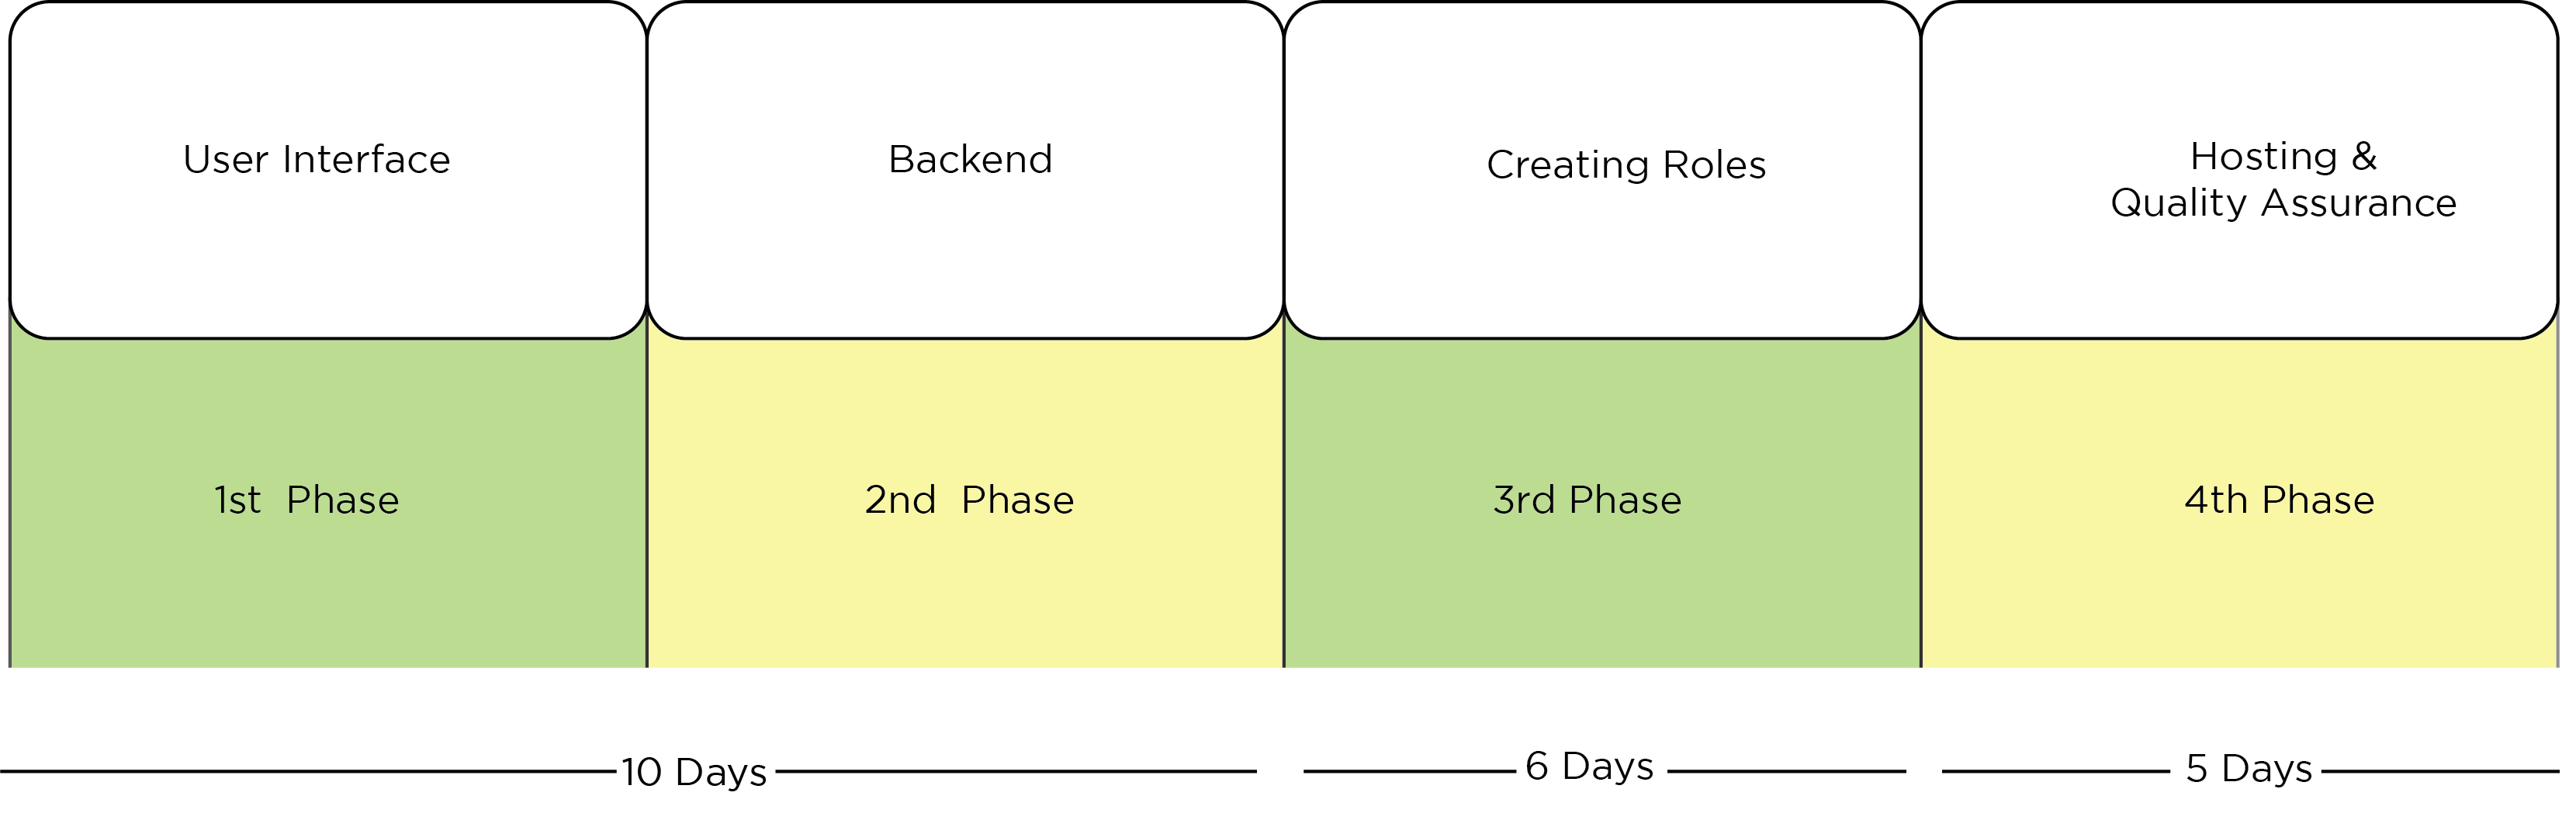 User Interface
Backend
Creating Roles
Hosting &
Quality Assurance
1st Phase
2nd Phase
3rd Phase
4th Phase
10 Days
6 Days
5 Days